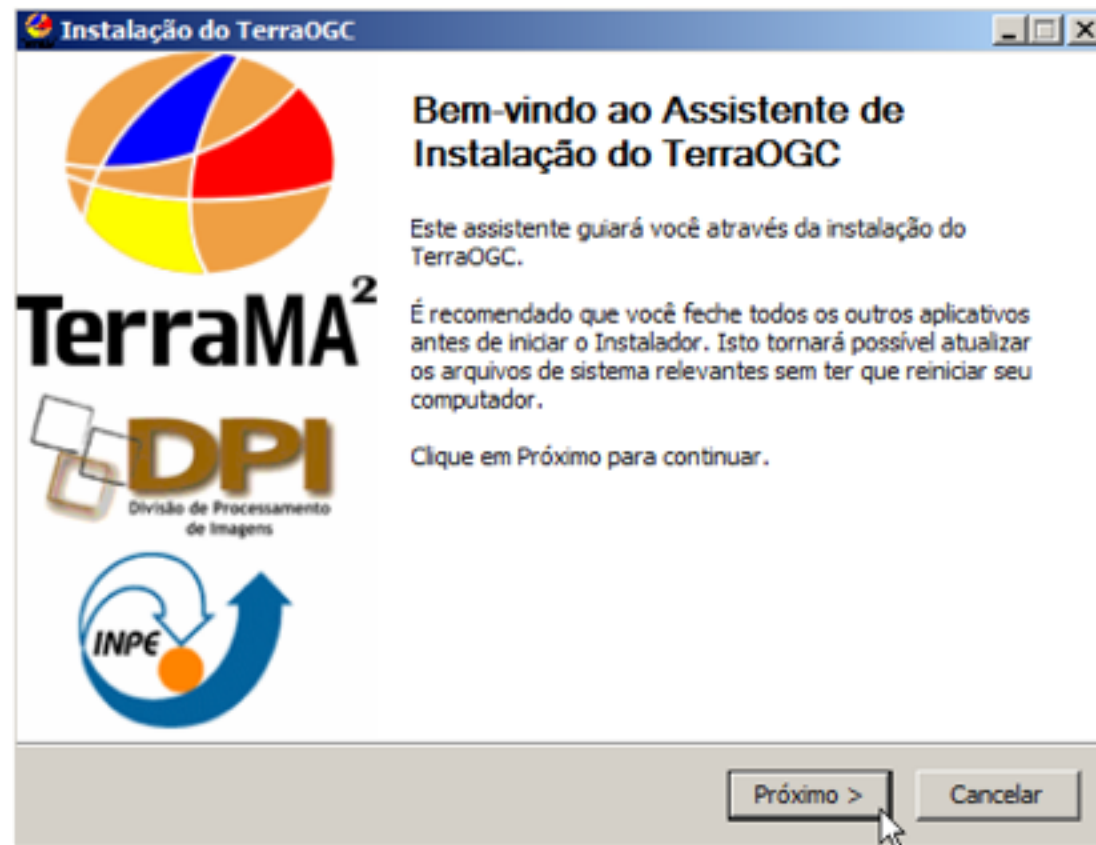 Instalação do TerraOGC
Bem-vindo ao Assistente de
Instalação do TerraOGC
Este assistente guiará você através da instalação do
TerraOGC.
É recomendado que você feche todos os outros aplicativos
antes de iniciar o Instalador. Isto tornará possível atualizar
os arquivos de sistema relevantes sem ter que reiniciar seu
computador.
Clique em Próximo para continuar.
TerraMA²
DPI
Divisão de Processamento
de Imagens
INPE
Próximo >
Cancelar